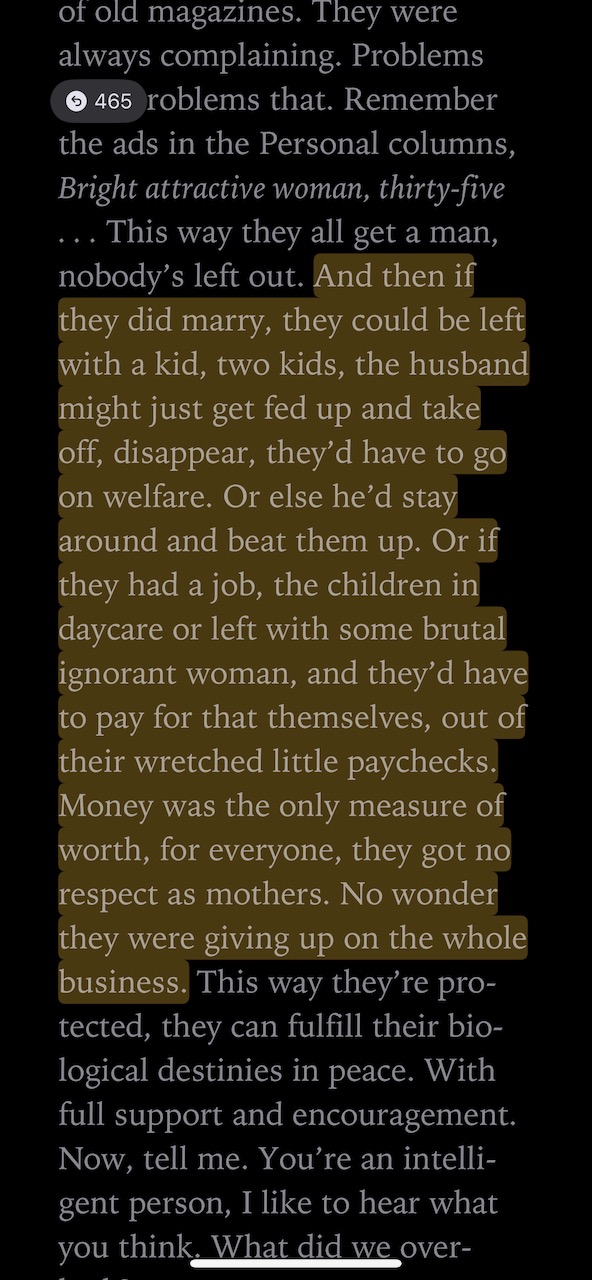 of old magazines. They were
always complaining. Problems
465 roblems that. Remember
the ads in the Personal columns,
Bright attractive woman, thirty-five
. . . This way they all get a man,
nobody’s left out. And then if
they did marry, they could be left
with a kid, two kids, the husband
might just get fed up and take
off, disappear, they’d have to go
on welfare. Or else he’d stay
around and beat them up. Or if
they had a job, the children in
daycare or left with some brutal
ignorant woman, and they’d have
to pay for that themselves, out of
their wretched little paychecks.
Money was the only measure of
worth, for everyone, they got no
respect as mothers. No wonder
they were giving up on the whole
business. This way they’re pro-
tected, they can fulfill their bio-
logical destinies in peace. With
full support and encouragement.
Now, tell me. You’re an intelli-
gent person, I like to hear what
you think. What did we over-